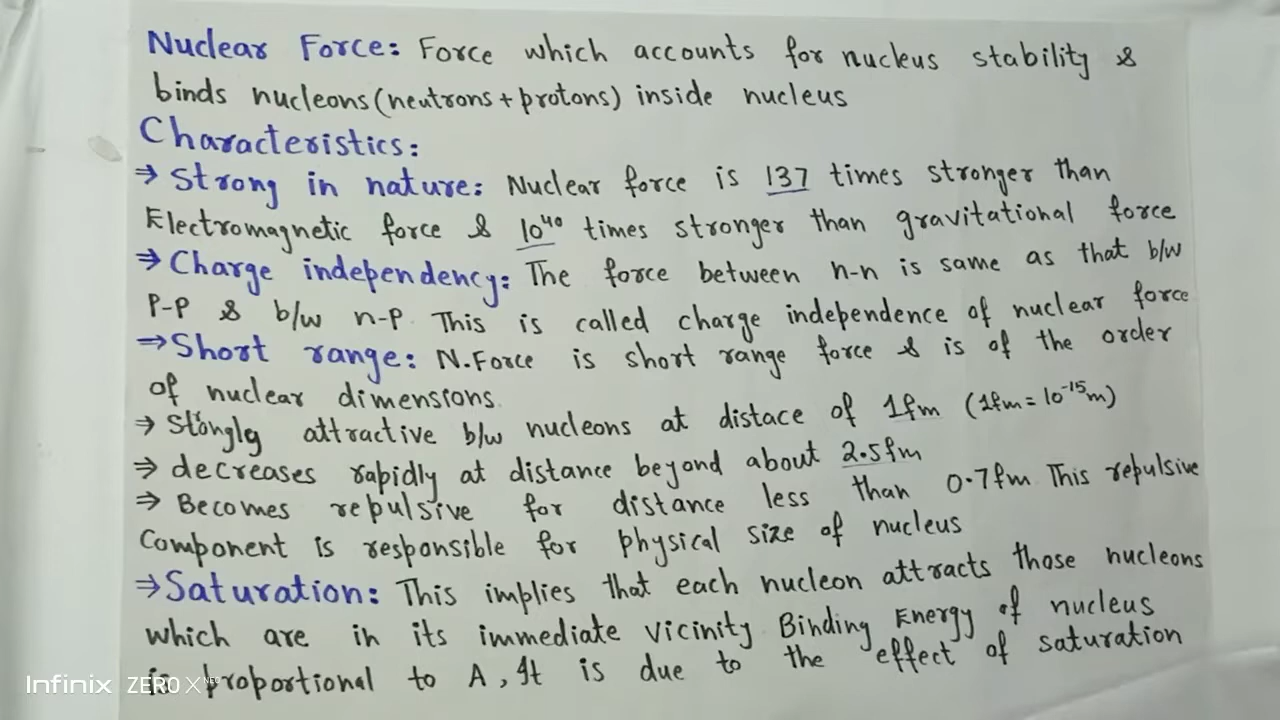 Nuclear Force: Force which accounts for nucleus stability &
binds nucleons (neutrons + protons) inside nucleus
Characteristics:
⇒ Strong in nature: Nuclear force is 137 times stronger than
Electromagnetic force & 10⁴⁰ times stronger than gravitational force
⇒ Charge independency: The force between n-n is same as that b/w
P-P & b/w n-p. This is called charge independence of nuclear force
⇒ Short range: N.Force is short range force & is of the order
of nuclear dimensions.
⇒ Strongly attractive b/w nucleons at distace of 1fm (1fm = 10⁻¹⁵m)
⇒ decreases rapidly at distance beyond about 2.5fm
⇒ Becomes repulsive for distance less than 0.7fm This repulsive
Component is responsible for physical size of nucleus
⇒ Saturation: This implies that each nucleon attracts those nucleons
which are in its immediate vicinity Binding Energy of nucleus
is proportional to A, It is due to the effect of saturation
Infinix ZERO X NEO